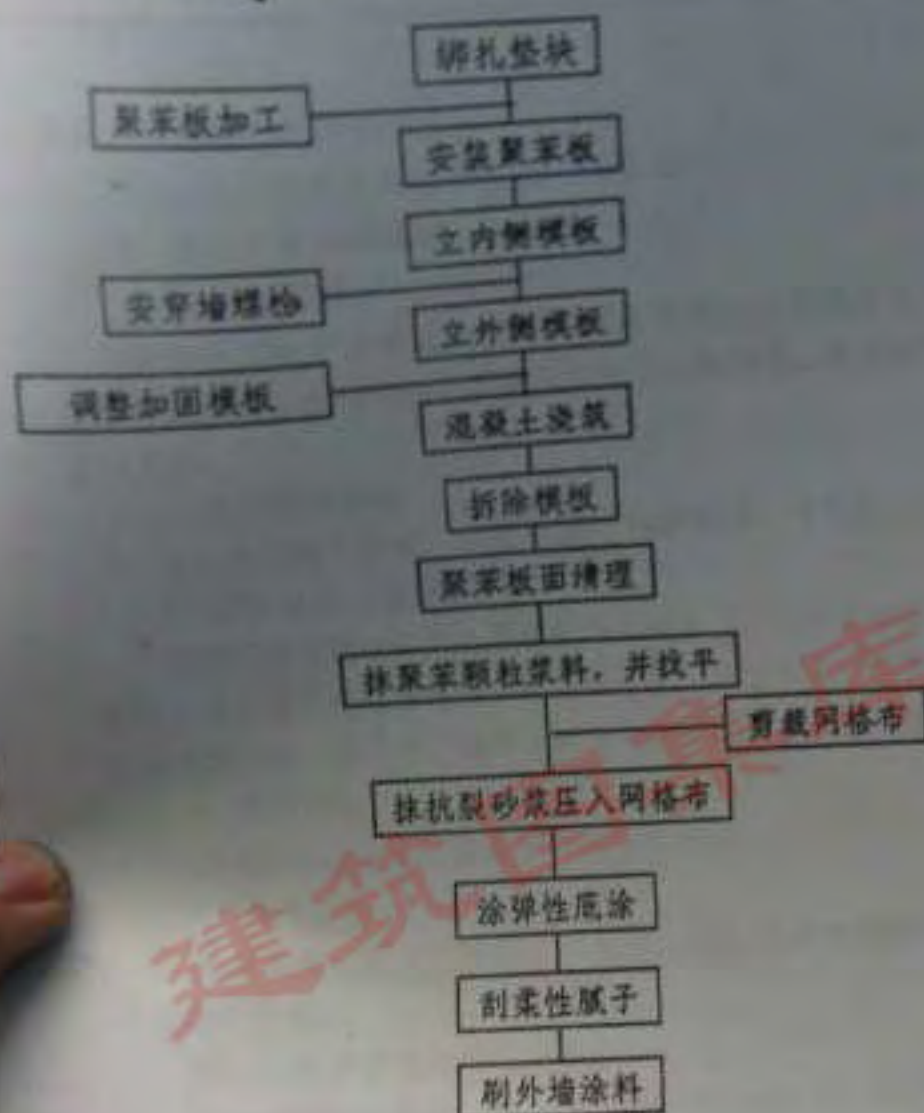 绑扎垫块
聚苯板加工
安装聚苯板
立内侧模板
安穿墙螺栓
立外侧模板
调整加固模板
混凝土浇筑
拆除模板
聚苯板面清理
抹聚苯颗粒浆料，并找平
剪裁网格布
抹抗裂砂浆压入网格布
涂弹性底涂
刮柔性腻子
刷外墙涂料
建筑图集库